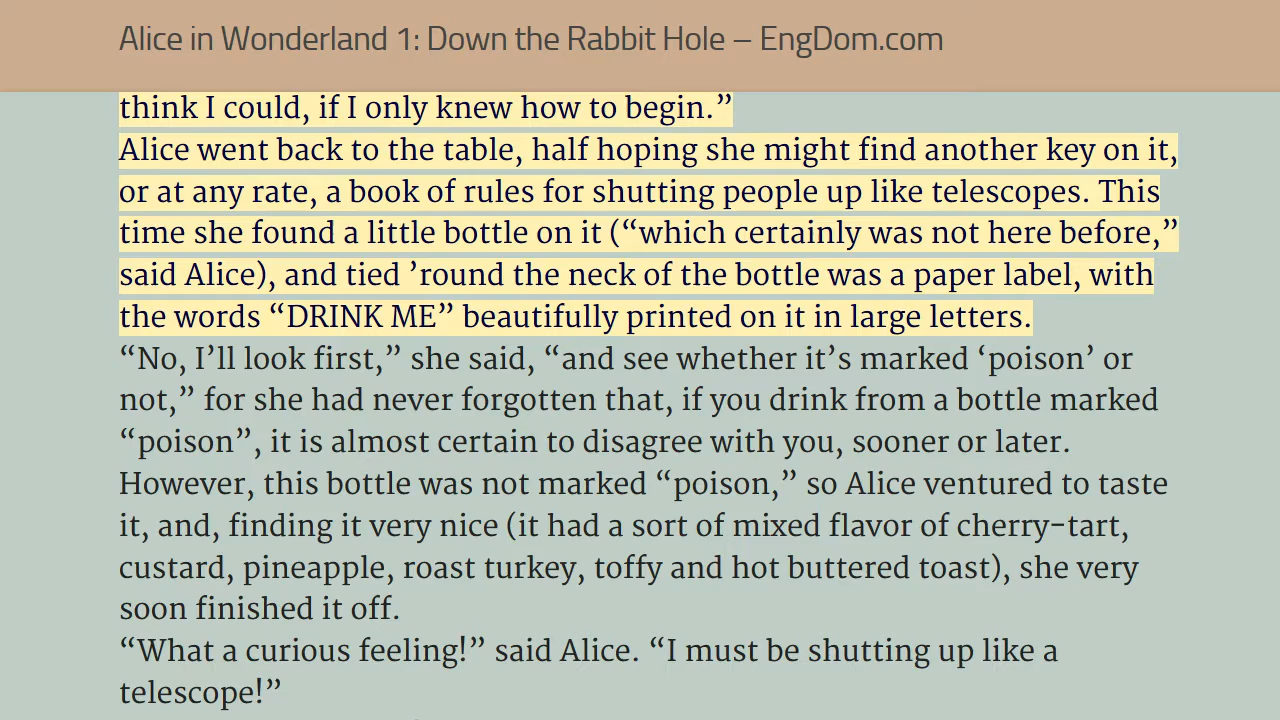 Alice in Wonderland 1: Down the Rabbit Hole – EngDom.com
think I could, if I only knew how to begin.”
Alice went back to the table, half hoping she might find another key on it,
or at any rate, a book of rules for shutting people up like telescopes. This
time she found a little bottle on it (“which certainly was not here before,”
said Alice), and tied ’round the neck of the bottle was a paper label, with
the words “DRINK ME” beautifully printed on it in large letters.
“No, I’ll look first,” she said, “and see whether it’s marked ‘poison’ or
not,” for she had never forgotten that, if you drink from a bottle marked
“poison”, it is almost certain to disagree with you, sooner or later.
However, this bottle was not marked “poison,” so Alice ventured to taste
it, and, finding it very nice (it had a sort of mixed flavor of cherry-tart,
custard, pineapple, roast turkey, toffy and hot buttered toast), she very
soon finished it off.
“What a curious feeling!” said Alice. “I must be shutting up like a
telescope!”